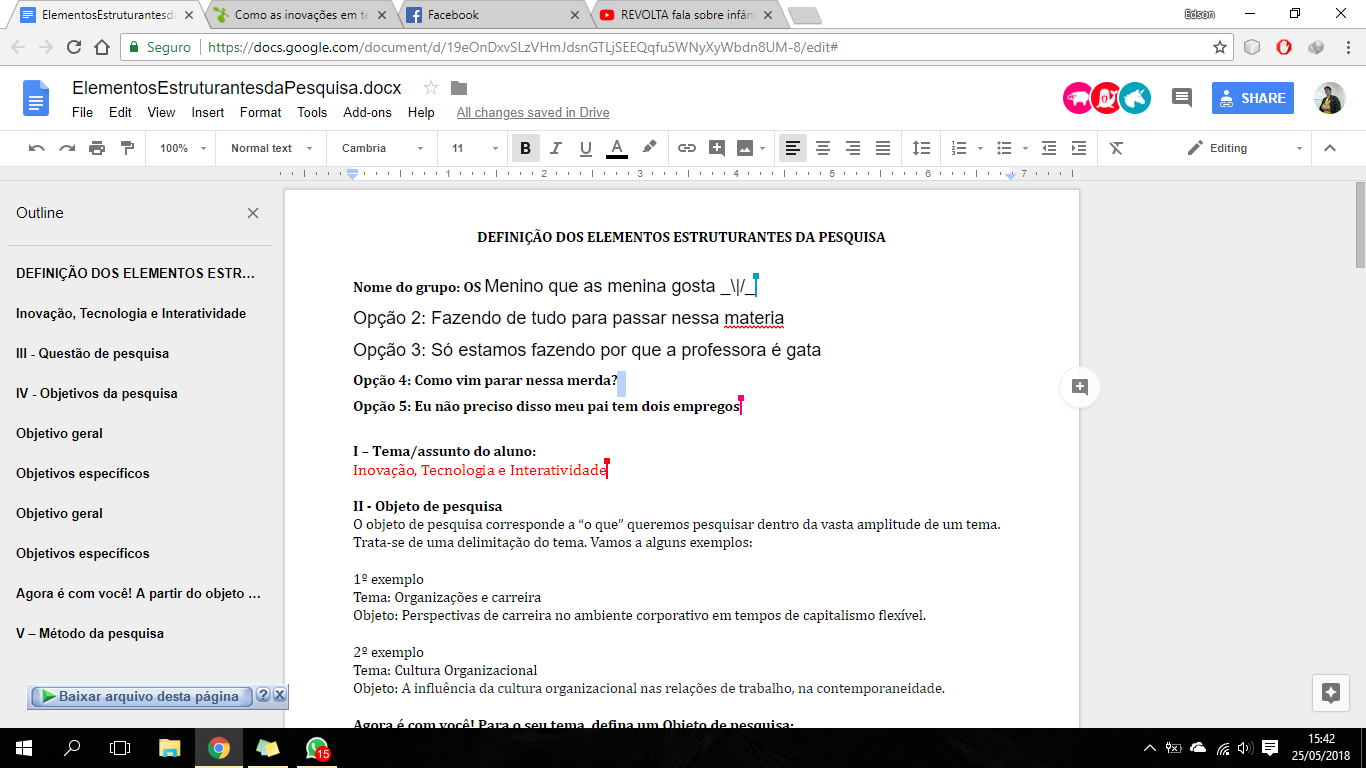 ElementosEstruturantesda
Como as inovações em te
Facebook
REVOLTA fala sobre infân
Edson
Seguro
https://docs.google.com/document/d/19eOnDxvSLzVHmJdsnGTLjSEEQqfu5WNyXyWbdn8UM-8/edit#
ElementosEstruturantesdaPesquisa.docx
File Edit View Insert Format Tools Add-ons Help All changes saved in Drive
SHARE
100% Normal text Cambria 11 B I U A Editing
1 2 3 4 5 6 7
Outline
DEFINIÇÃO DOS ELEMENTOS ESTR...
Inovação, Tecnologia e Interatividade
III - Questão de pesquisa
IV - Objetivos da pesquisa
Objetivo geral
Objetivos específicos
Objetivo geral
Objetivos específicos
Agora é com você! A partir do objeto ...
V – Método da pesquisa
Baixar arquivo desta página ?
DEFINIÇÃO DOS ELEMENTOS ESTRUTURANTES DA PESQUISA
Nome do grupo: OS Menino que as menina gosta _\|/_
Opção 2: Fazendo de tudo para passar nessa materia
Opção 3: Só estamos fazendo por que a professora é gata
Opção 4: Como vim parar nessa merda?
Opção 5: Eu não preciso disso meu pai tem dois empregos
I – Tema/assunto do aluno:
Inovação, Tecnologia e Interatividade
II - Objeto de pesquisa
O objeto de pesquisa corresponde a “o que” queremos pesquisar dentro da vasta amplitude de um tema.
Trata-se de uma delimitação do tema. Vamos a alguns exemplos:
1º exemplo
Tema: Organizações e carreira
Objeto: Perspectivas de carreira no ambiente corporativo em tempos de capitalismo flexível.
2º exemplo
Tema: Cultura Organizacional
Objeto: A influência da cultura organizacional nas relações de trabalho, na contemporaneidade.
Agora é com você! Para o seu tema, defina um Objeto de pesquisa:
15
15:42
25/05/2018